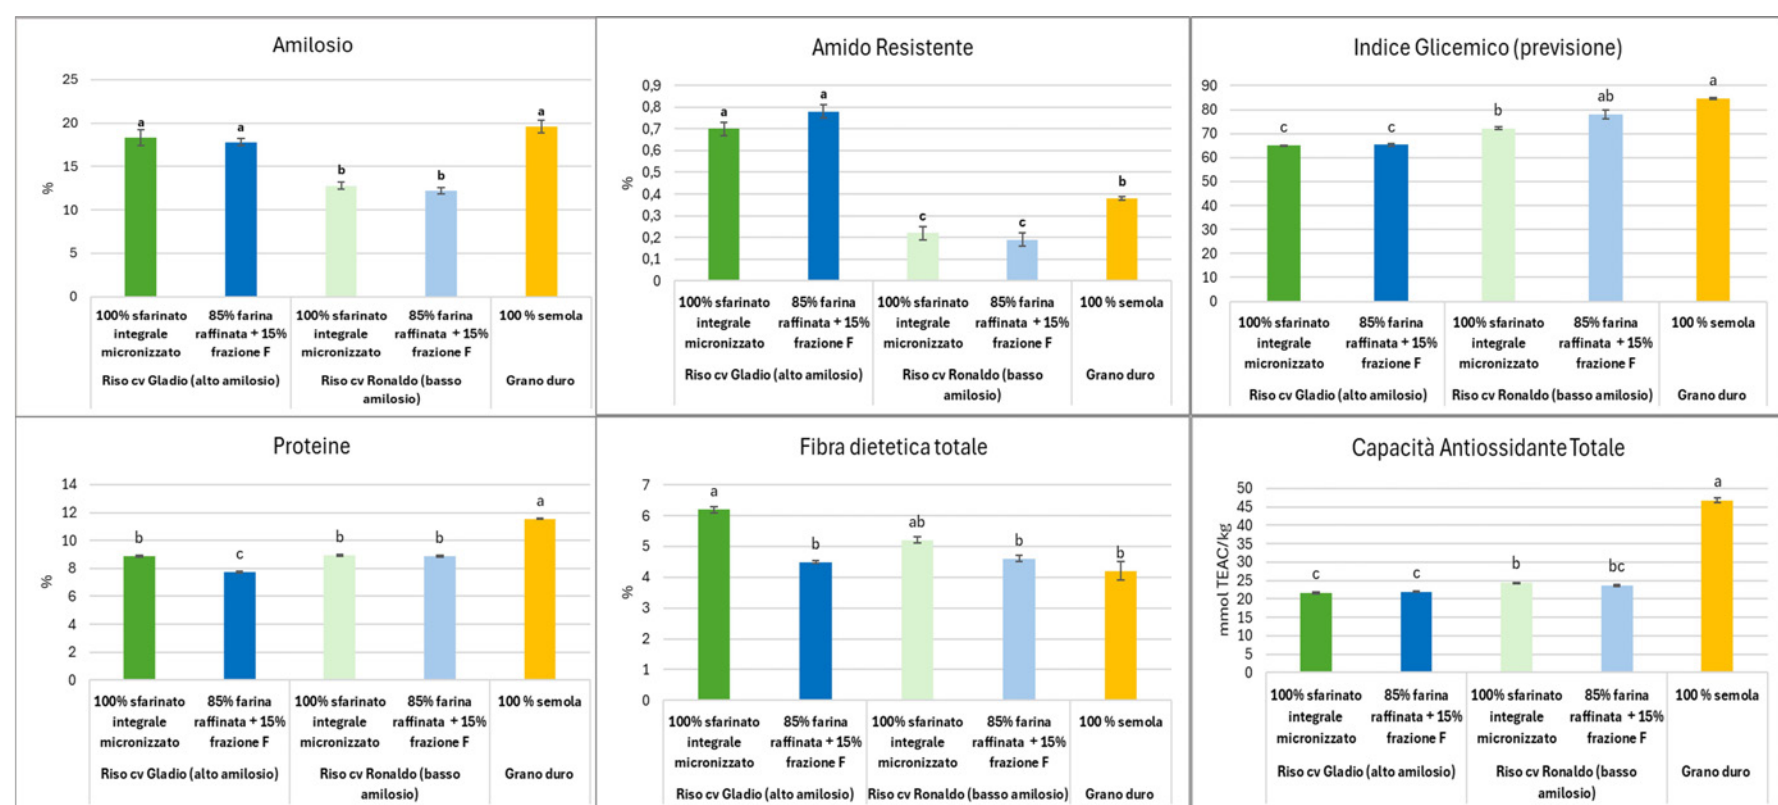 Amilosio
25
20
15
10
5
0
%
a
a
b
b
a
100% sfarinato
integrale
micronizzato
85% farina
raffinata + 15%
frazione F
100% sfarinato
integrale
micronizzato
85% farina
raffinata + 15%
frazione F
100 % semola
Riso cv Gladio (alto amilosio)
Riso cv Ronaldo (basso
amilosio)
Grano duro
Amido Resistente
0,9
0,8
0,7
0,6
0,5
0,4
0,3
0,2
0,1
0
%
a
a
c
c
b
100% sfarinato
integrale
micronizzato
85% farina
raffinata + 15%
frazione F
100% sfarinato
integrale
micronizzato
85% farina
raffinata + 15%
frazione F
100 % semola
Riso cv Gladio (alto amilosio)
Riso cv Ronaldo (basso
amilosio)
Grano duro
Indice Glicemico (previsione)
90
80
70
60
50
40
30
20
10
0
c
c
b
ab
a
100% sfarinato
integrale
micronizzato
85% farina
raffinata + 15%
frazione F
100% sfarinato
integrale
micronizzato
85% farina
raffinata + 15%
frazione F
100 % semola
Riso cv Gladio (alto amilosio)
Riso cv Ronaldo (basso amilosio)
Grano duro
Proteine
14
12
10
8
6
4
2
0
%
b
c
b
b
a
100% sfarinato
integrale
micronizzato
85% farina
raffinata + 15%
frazione F
100% sfarinato
integrale
micronizzato
85% farina
raffinata + 15%
frazione F
100 % semola
Riso cv Gladio (alto amilosio)
Riso cv Ronaldo (basso
amilosio)
Grano duro
Fibra dietetica totale
7
6
5
4
3
2
1
0
%
a
b
ab
b
b
100% sfarinato
integrale
micronizzato
85% farina
raffinata + 15%
frazione F
100% sfarinato
integrale
micronizzato
85% farina
raffinata + 15%
frazione F
100 % semola
Riso cv Gladio (alto amilosio)
Riso cv Ronaldo (basso amilosio)
Grano duro
Capacità Antiossidante Totale
50
45
40
35
30
25
20
15
10
5
0
mmol TEAC/kg
c
c
b
bc
a
100% sfarinato
integrale
micronizzato
85% farina
raffinata + 15%
frazione F
100% sfarinato
integrale
micronizzato
85% farina
raffinata + 15%
frazione F
100 % semola
Riso cv Gladio (alto amilosio)
Riso cv Ronaldo (basso
amilosio)
Grano duro